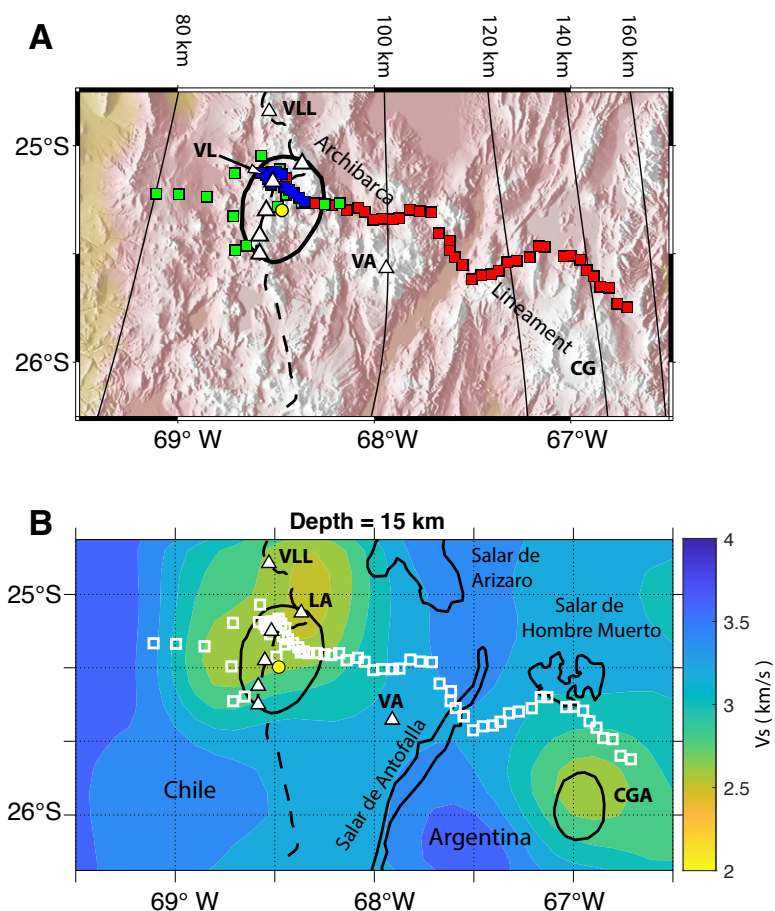 A
80 km
100 km
120 km
140 km
160 km
VLL
25°S
VL
Archibarca
VA
Lineament
26°S
CG
69° W
68°W
67°W
B
Depth = 15 km
4
VLL
Salar de
Arizaro
25°S
LA
Salar de
Hombre Muerto
3.5
VA
3
Vs ( km/s)
Salar de Antofalla
Chile
2.5
CGA
26°S
Argentina
2
69° W
68°W
67°W